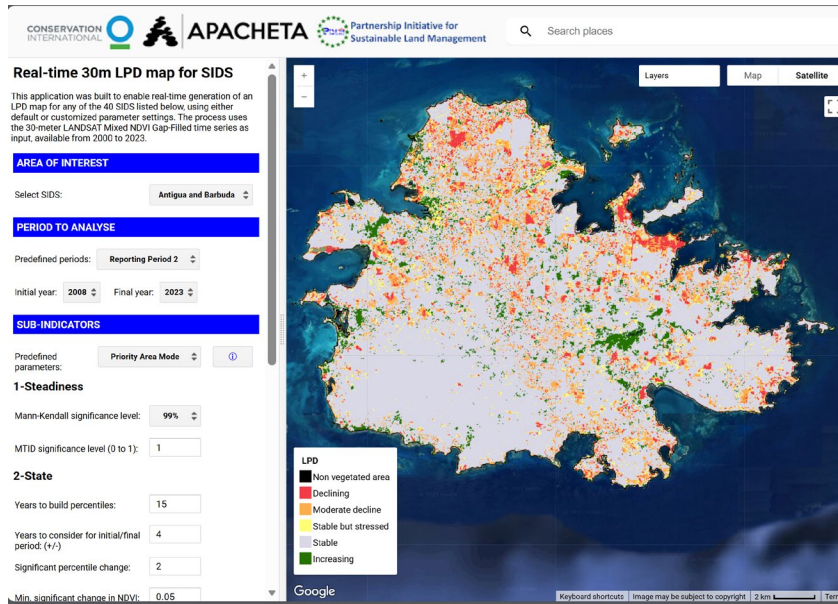 CONSERVATION
INTERNATIONAL
APACHETA
Partnership Initiative for
Sustainable Land Management
Search places
Real-time 30m LPD map for SIDS
This application was built to enable real-time generation of an
LPD map for any of the 40 SIDS listed below, using either
default or customized parameter settings. The process uses
the 30-meter LANDSAT Mixed NDVI Gap-Filled time series as
input, available from 2000 to 2023.
AREA OF INTEREST
Select SIDS: Antigua and Barbuda
PERIOD TO ANALYSE
Predefined periods: Reporting Period 2
Initial year: 2008 Final year: 2023
SUB-INDICATORS
Predefined
parameters: Priority Area Mode
1-Steadiness
Mann-Kendall significance level: 99%
MTID significance level (0 to 1): 1
2-State
Years to build percentiles: 15
Years to consider for initial/final
period: (+/-) 4
Significant percentile change: 2
Min. significant change in NDVI: 0.05
+
−
Layers
Map Satellite
LPD
Non vegetated area
Declining
Moderate decline
Stable but stressed
Stable
Increasing
Google
Keyboard shortcuts Image may be subject to copyright 2 km Terr